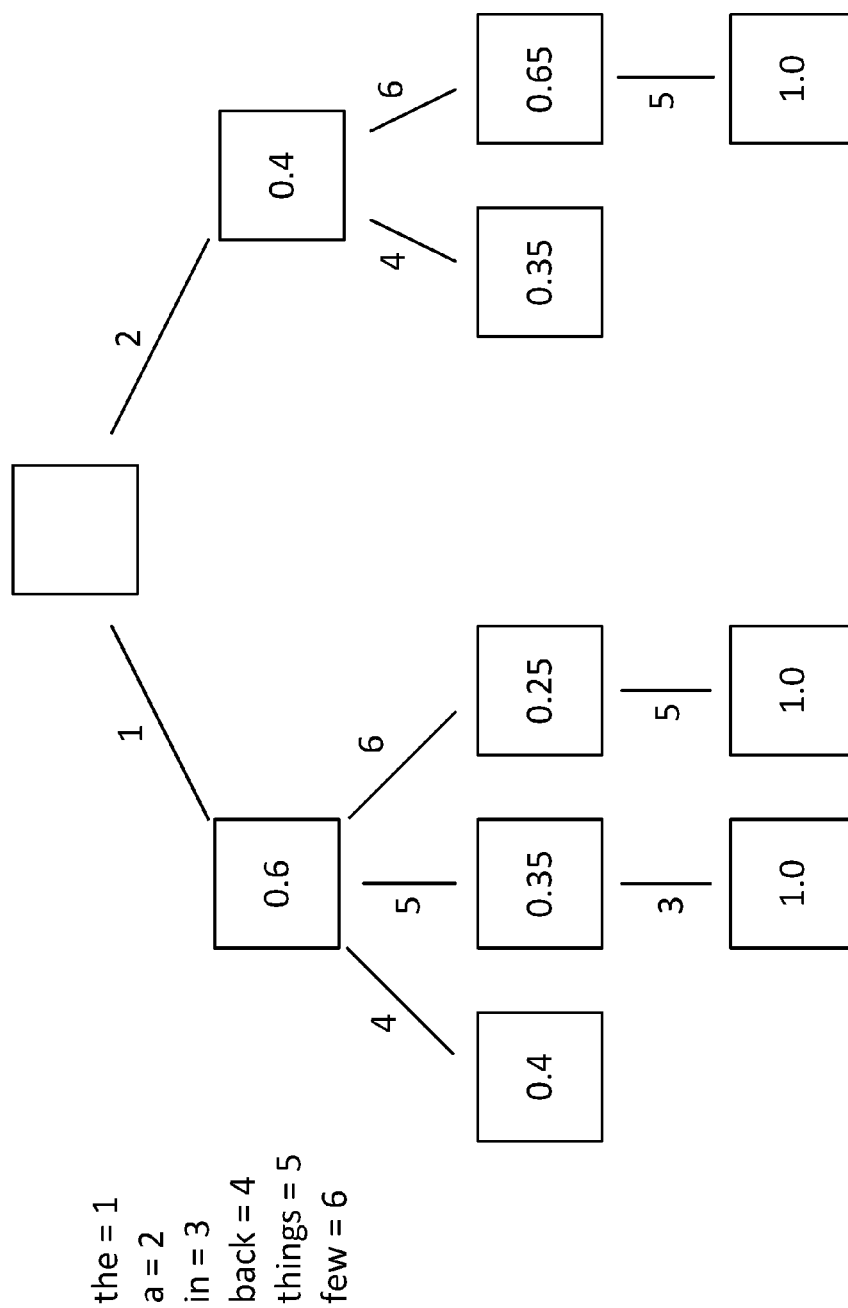 the = 1
a = 2
in = 3
back = 4
things = 5
few = 6
1 2
0.6 0.4
4 5 6 4 6
0.4 0.35 0.25 0.35 0.65
3 5 5
1.0 1.0 1.0